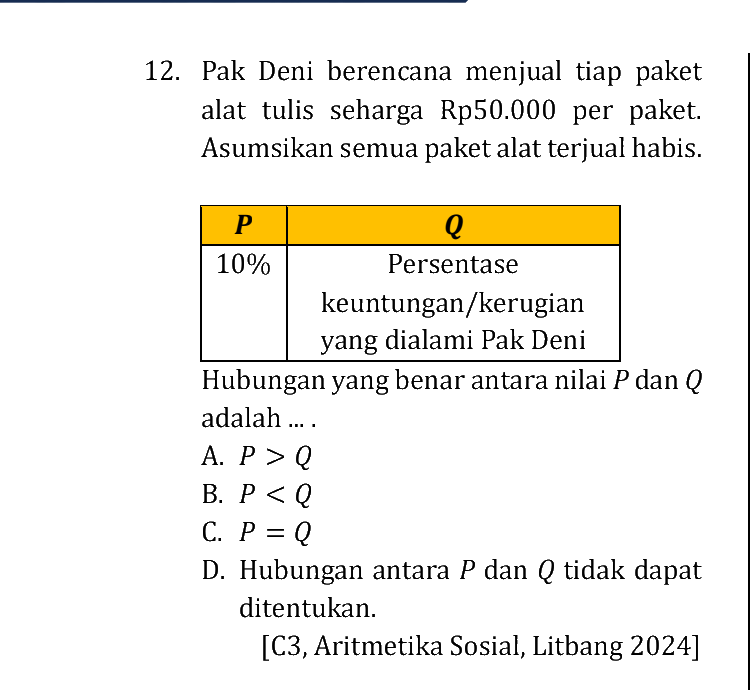 12. Pak Deni berencana menjual tiap paket
alat tulis seharga Rp50.000 per paket.
Asumsikan semua paket alat terjual habis.
P Q
10% Persentase
keuntungan/kerugian
yang dialami Pak Deni
Hubungan yang benar antara nilai P dan Q
adalah ... .
A. P > Q
B. P < Q
C. P = Q
D. Hubungan antara P dan Q tidak dapat
ditentukan.
[C3, Aritmetika Sosial, Litbang 2024]